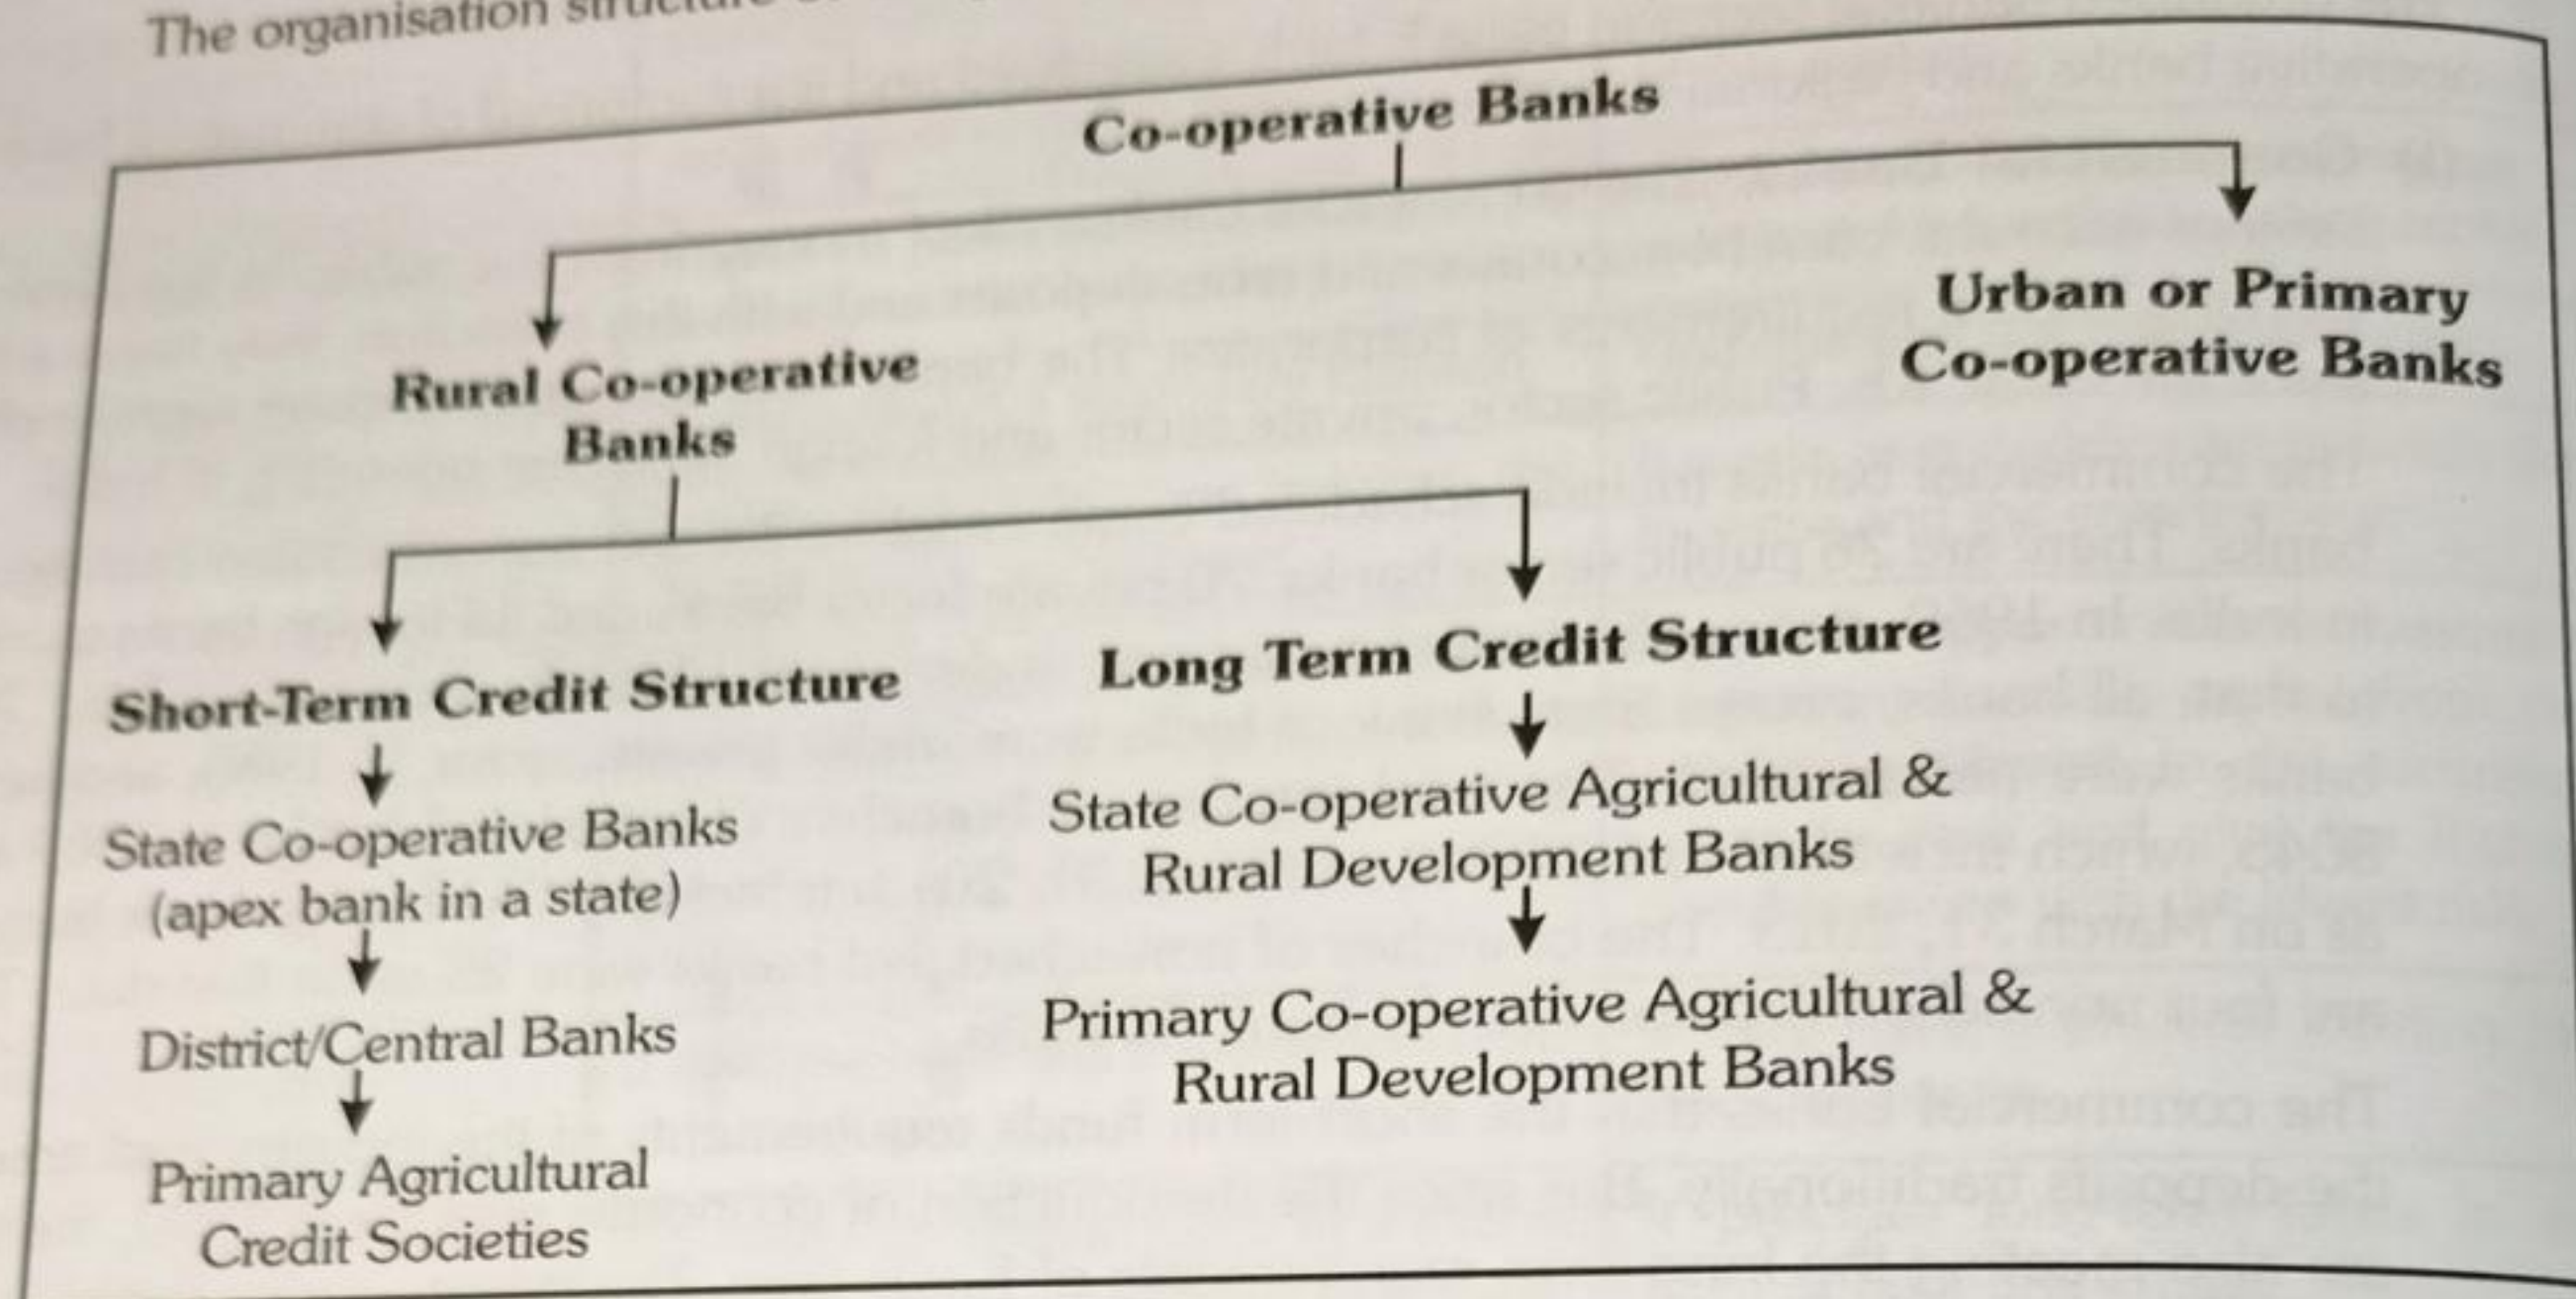 The organisation structure
Co-operative Banks
Rural Co-operative
Banks
Urban or Primary
Co-operative Banks
Short-Term Credit Structure
State Co-operative Banks
(apex bank in a state)
District/Central Banks
Primary Agricultural
Credit Societies
Long Term Credit Structure
State Co-operative Agricultural &
Rural Development Banks
Primary Co-operative Agricultural &
Rural Development Banks